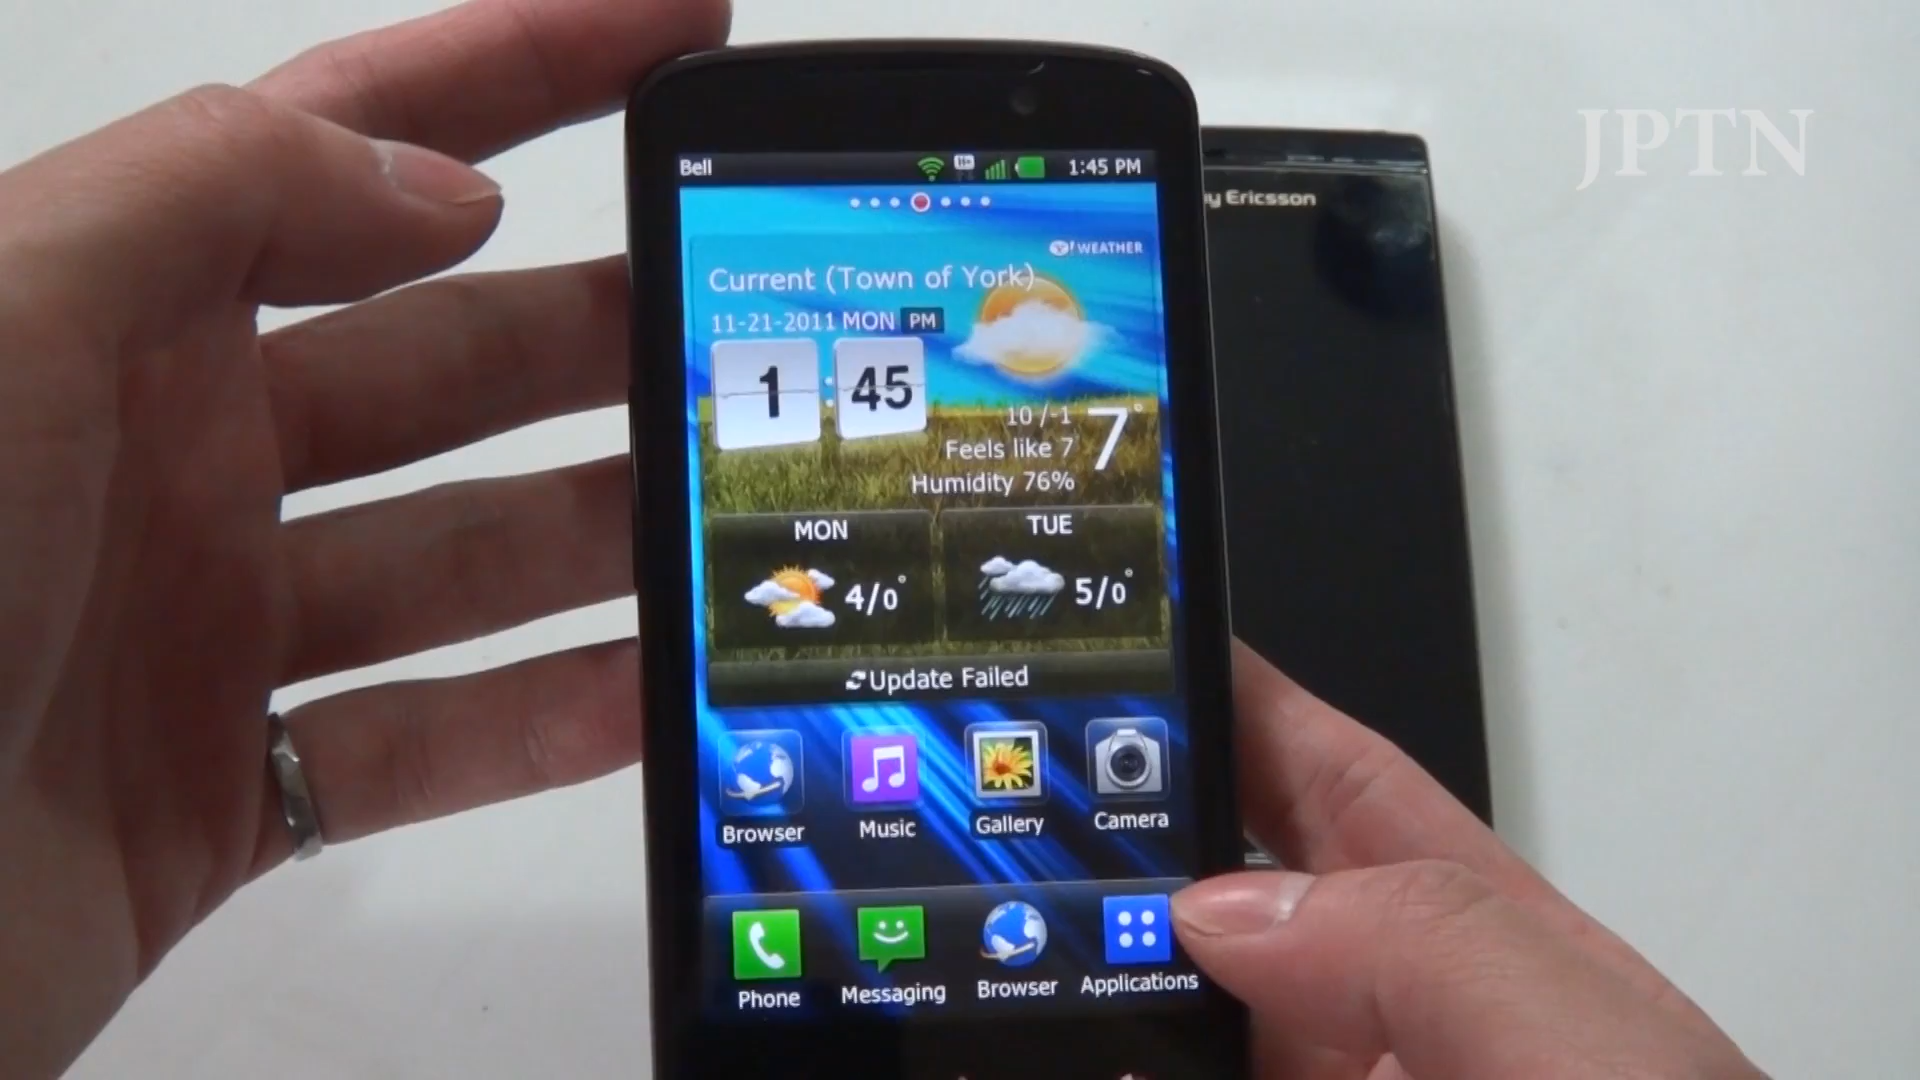 JPTN
Bell
1:45 PM
Ericsson
WEATHER
Current (Town of York)
11-21-2011 MON PM
1 45
10 /-1
7°
Feels like 7
Humidity 76%
MON
TUE
4/0°
5/0°
Update Failed
Browser
Music
Gallery
Camera
Phone
Messaging
Browser
Applications